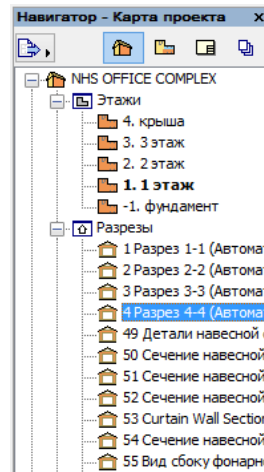 Навигатор - Карта проекта
NHS OFFICE COMPLEX
Этажи
4. крыша
3. 3 этаж
2. 2 этаж
1. 1 этаж
-1. фундамент
Разрезы
1 Разрез 1-1 (Автома
2 Разрез 2-2 (Автома
3 Разрез 3-3 (Автома
4 Разрез 4-4 (Автома
49 Детали навесной
50 Сечение навесной
51 Сечение навесной
52 Сечение навесной
53 Curtain Wall Section
54 Сечение навесной
55 Вид сбоку фонарн